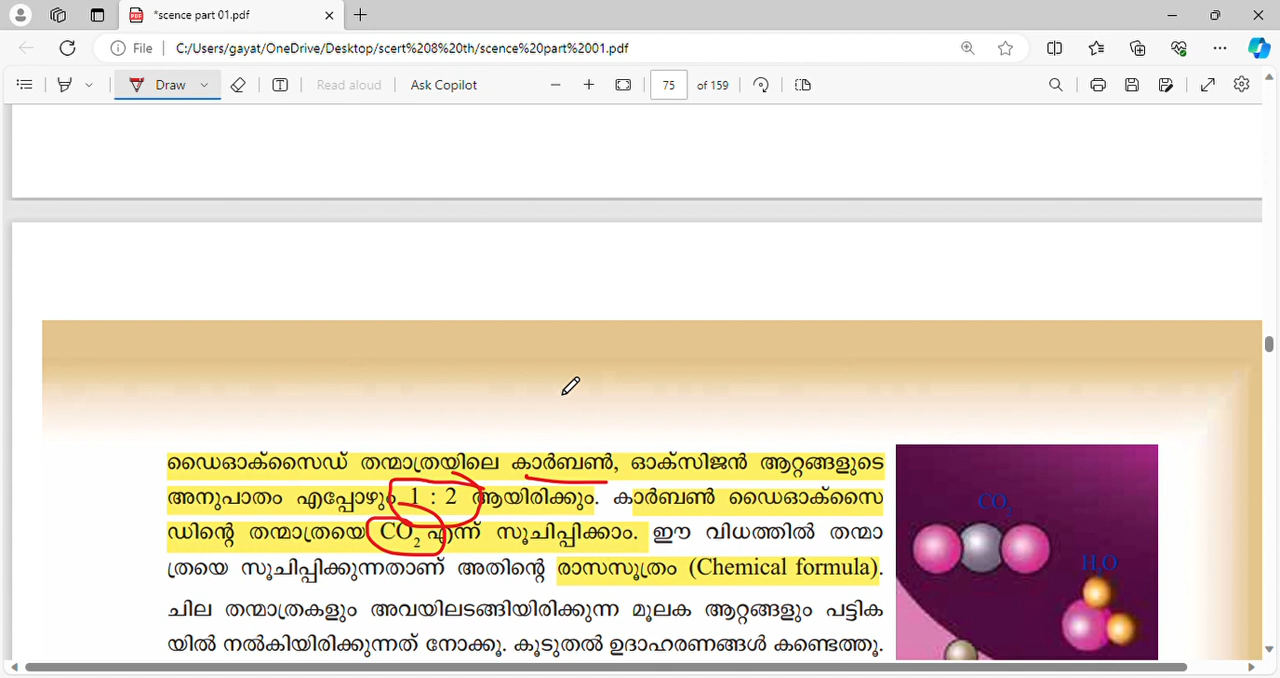 *scence part 01.pdf
File
C:/Users/gayat/OneDrive/Desktop/scert%208%20th/scence%20part%2001.pdf
Draw
Read aloud
Ask Copilot
75 of 159
ഡൈഓക്സൈഡ് തന്മാത്രയിലെ കാർബൺ, ഓക്സിജൻ ആറ്റങ്ങളുടെ
അനുപാതം എപ്പോഴും 1 : 2 ആയിരിക്കും. കാർബൺ ഡൈഓക്സൈ
ഡിന്റെ തന്മാത്രയെ CO₂ എന്ന് സൂചിപ്പിക്കാം. ഈ വിധത്തിൽ തന്മാ
ത്രയെ സൂചിപ്പിക്കുന്നതാണ് അതിന്റെ രാസസൂത്രം (Chemical formula).
ചില തന്മാത്രകളും അവയിലടങ്ങിയിരിക്കുന്ന മൂലക ആറ്റങ്ങളും പട്ടിക
യിൽ നൽകിയിരിക്കുന്നത് നോക്കൂ. കൂടുതൽ ഉദാഹരണങ്ങൾ കണ്ടെത്തൂ.
CO₂
H₂O